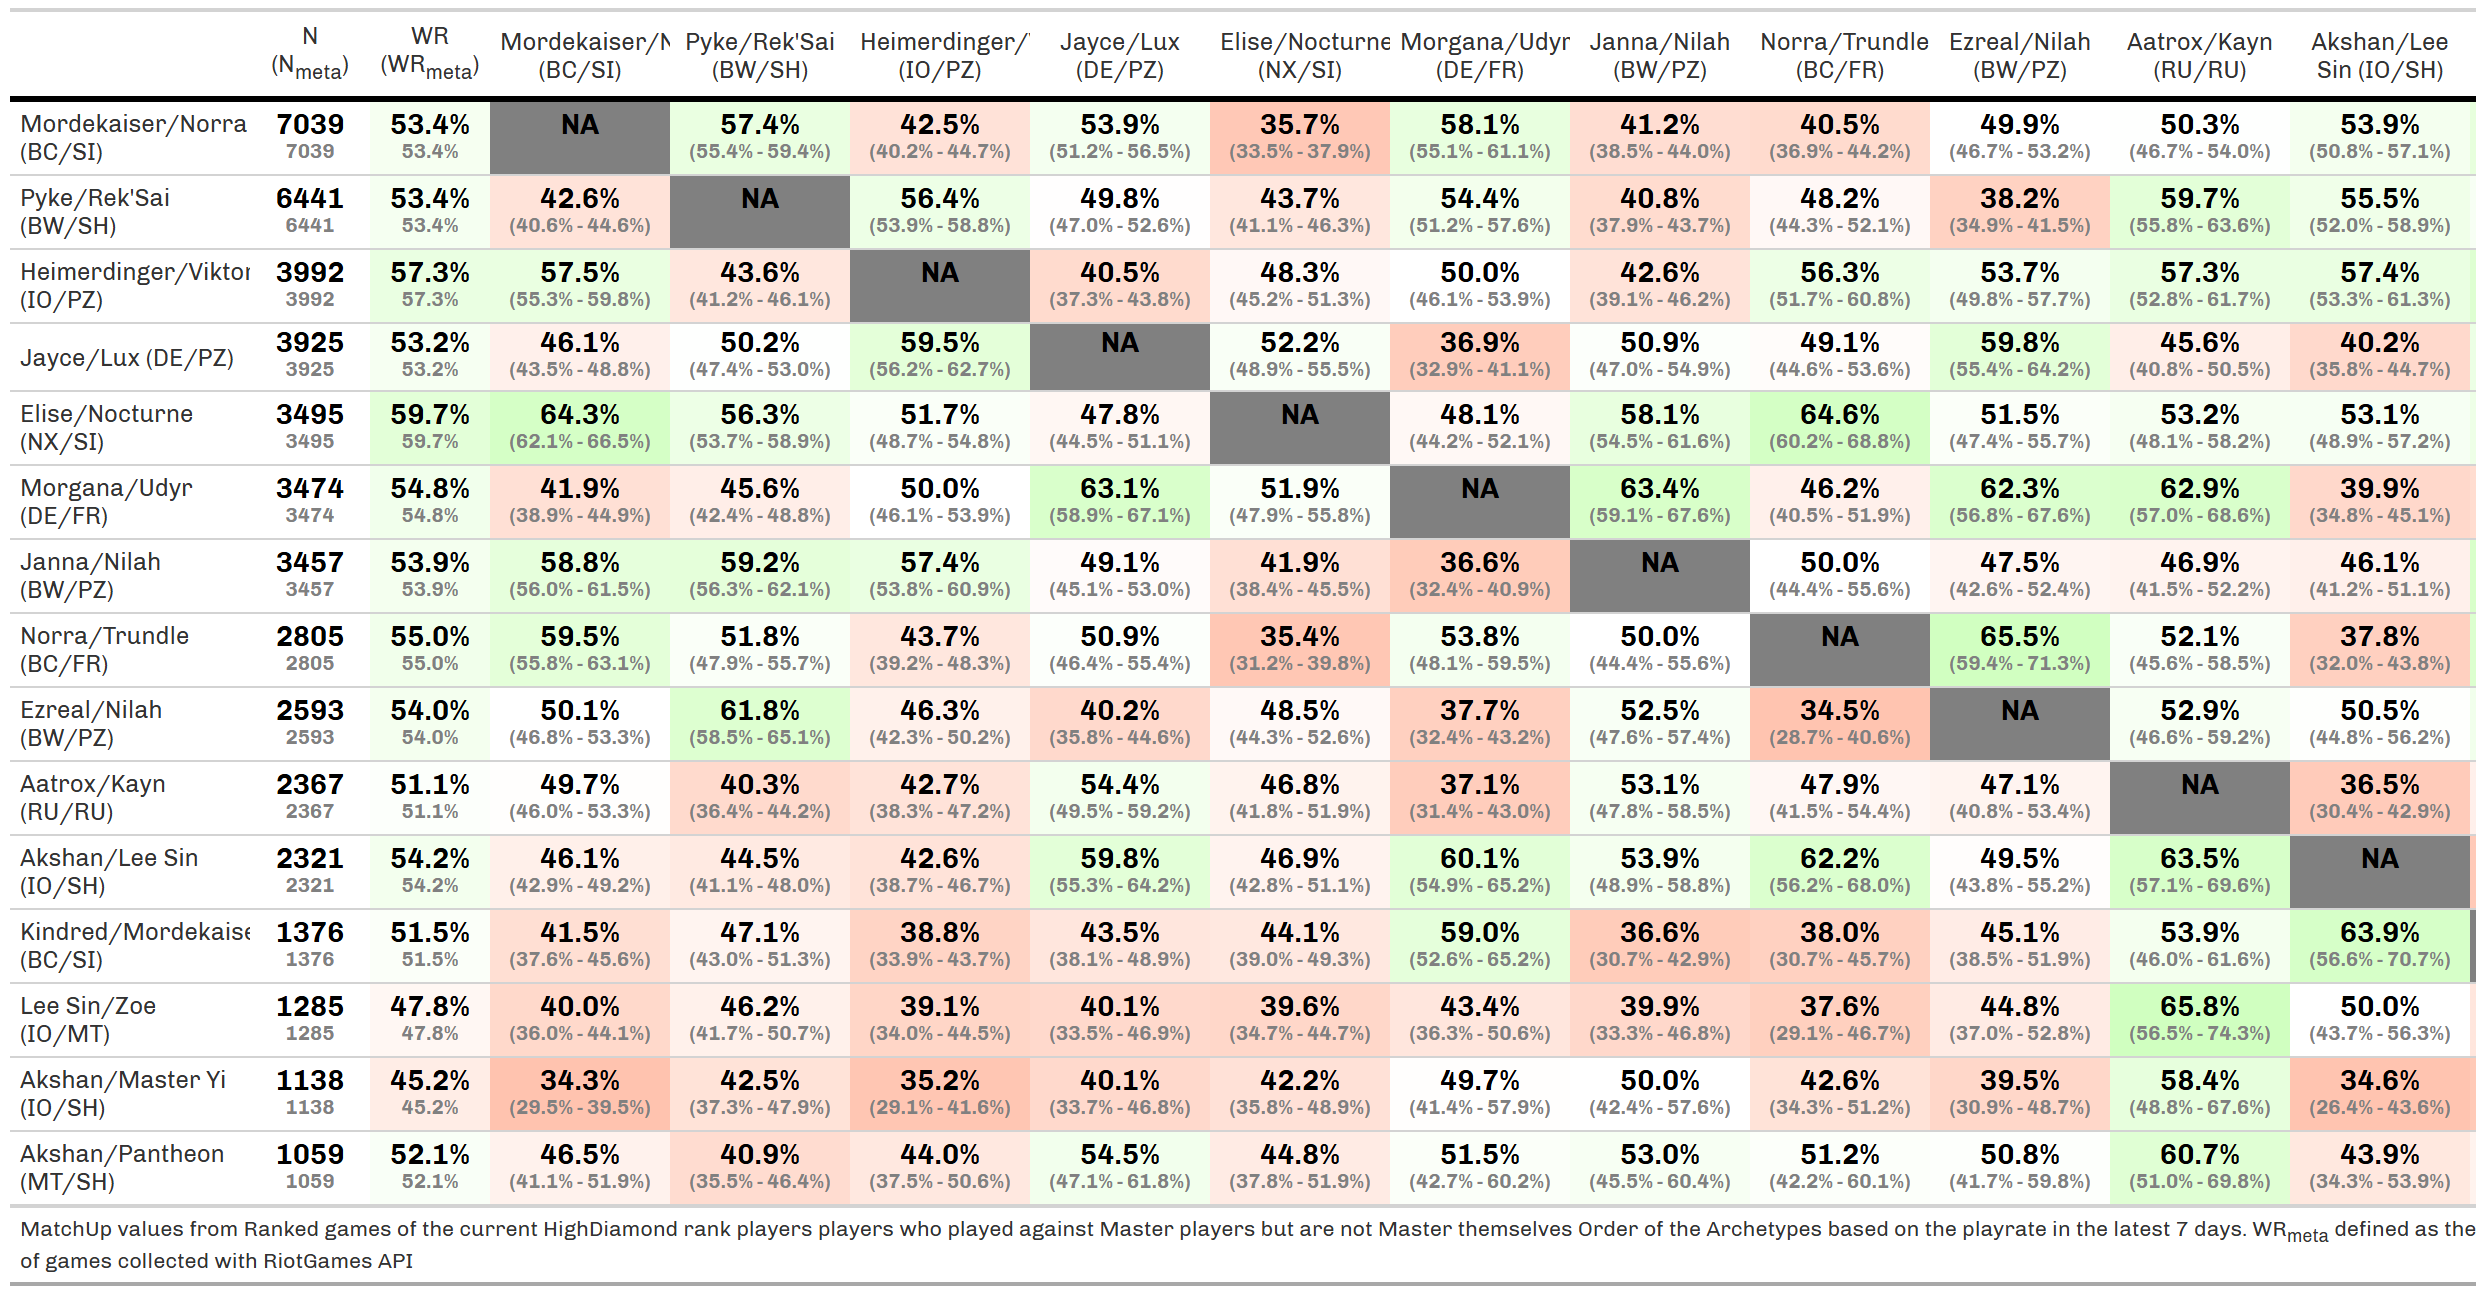 N WR Mordekaiser/N Pyke/Rek'Sai Heimerdinger/ Jayce/Lux Elise/Nocturne Morgana/Udyr Janna/Nilah Norra/Trundle Ezreal/Nilah Aatrox/Kayn Akshan/Lee
(Nmeta) (WRmeta) (BC/SI) (BW/SH) (IO/PZ) (DE/PZ) (NX/SI) (DE/FR) (BW/PZ) (BC/FR) (BW/PZ) (RU/RU) Sin (IO/SH)
Mordekaiser/Norra 7039 53.4% NA 57.4% 42.5% 53.9% 35.7% 58.1% 41.2% 40.5% 49.9% 50.3% 53.9%
(BC/SI) 7039 53.4% (55.4% - 59.4%) (40.2% - 44.7%) (51.2% - 56.5%) (33.5% - 37.9%) (55.1% - 61.1%) (38.5% - 44.0%) (36.9% - 44.2%) (46.7% - 53.2%) (46.7% - 54.0%) (50.8% - 57.1%)
Pyke/Rek'Sai 6441 53.4% 42.6% NA 56.4% 49.8% 43.7% 54.4% 40.8% 48.2% 38.2% 59.7% 55.5%
(BW/SH) 6441 53.4% (40.6% - 44.6%) (53.9% - 58.8%) (47.0% - 52.6%) (41.1% - 46.3%) (51.2% - 57.6%) (37.9% - 43.7%) (44.3% - 52.1%) (34.9% - 41.5%) (55.8% - 63.6%) (52.0% - 58.9%)
Heimerdinger/Viktor 3992 57.3% 57.5% 43.6% NA 40.5% 48.3% 50.0% 42.6% 56.3% 53.7% 57.3% 57.4%
(IO/PZ) 3992 57.3% (55.3% - 59.8%) (41.2% - 46.1%) (37.3% - 43.8%) (45.2% - 51.3%) (46.1% - 53.9%) (39.1% - 46.2%) (51.7% - 60.8%) (49.8% - 57.7%) (52.8% - 61.7%) (53.3% - 61.3%)
Jayce/Lux (DE/PZ) 3925 53.2% 46.1% 50.2% 59.5% NA 52.2% 36.9% 50.9% 49.1% 59.8% 45.6% 40.2%
3925 53.2% (43.5% - 48.8%) (47.4% - 53.0%) (56.2% - 62.7%) (48.9% - 55.5%) (32.9% - 41.1%) (47.0% - 54.9%) (44.6% - 53.6%) (55.4% - 64.2%) (40.8% - 50.5%) (35.8% - 44.7%)
Elise/Nocturne 3495 59.7% 64.3% 56.3% 51.7% 47.8% NA 48.1% 58.1% 64.6% 51.5% 53.2% 53.1%
(NX/SI) 3495 59.7% (62.1% - 66.5%) (53.7% - 58.9%) (48.7% - 54.8%) (44.5% - 51.1%) (44.2% - 52.1%) (54.5% - 61.6%) (60.2% - 68.8%) (47.4% - 55.7%) (48.1% - 58.2%) (48.9% - 57.2%)
Morgana/Udyr 3474 54.8% 41.9% 45.6% 50.0% 63.1% 51.9% NA 63.4% 46.2% 62.3% 62.9% 39.9%
(DE/FR) 3474 54.8% (38.9% - 44.9%) (42.4% - 48.8%) (46.1% - 53.9%) (58.9% - 67.1%) (47.9% - 55.8%) (59.1% - 67.6%) (40.5% - 51.9%) (56.8% - 67.6%) (57.0% - 68.6%) (34.8% - 45.1%)
Janna/Nilah 3457 53.9% 58.8% 59.2% 57.4% 49.1% 41.9% 36.6% NA 50.0% 47.5% 46.9% 46.1%
(BW/PZ) 3457 53.9% (56.0% - 61.5%) (56.3% - 62.1%) (53.8% - 60.9%) (45.1% - 53.0%) (38.4% - 45.5%) (32.4% - 40.9%) (44.4% - 55.6%) (42.6% - 52.4%) (41.5% - 52.2%) (41.2% - 51.1%)
Norra/Trundle 2805 55.0% 59.5% 51.8% 43.7% 50.9% 35.4% 53.8% 50.0% NA 65.5% 52.1% 37.8%
(BC/FR) 2805 55.0% (55.8% - 63.1%) (47.9% - 55.7%) (39.2% - 48.3%) (46.4% - 55.4%) (31.2% - 39.8%) (48.1% - 59.5%) (44.4% - 55.6%) (59.4% - 71.3%) (45.6% - 58.5%) (32.0% - 43.8%)
Ezreal/Nilah 2593 54.0% 50.1% 61.8% 46.3% 40.2% 48.5% 37.7% 52.5% 34.5% NA 52.9% 50.5%
(BW/PZ) 2593 54.0% (46.8% - 53.3%) (58.5% - 65.1%) (42.3% - 50.2%) (35.8% - 44.6%) (44.3% - 52.6%) (32.4% - 43.2%) (47.6% - 57.4%) (28.7% - 40.6%) (46.6% - 59.2%) (44.8% - 56.2%)
Aatrox/Kayn 2367 51.1% 49.7% 40.3% 42.7% 54.4% 46.8% 37.1% 53.1% 47.9% 47.1% NA 36.5%
(RU/RU) 2367 51.1% (46.0% - 53.3%) (36.4% - 44.2%) (38.3% - 47.2%) (49.5% - 59.2%) (41.8% - 51.9%) (31.4% - 43.0%) (47.8% - 58.5%) (41.5% - 54.4%) (40.8% - 53.4%) (30.4% - 42.9%)
Akshan/Lee Sin 2321 54.2% 46.1% 44.5% 42.6% 59.8% 46.9% 60.1% 53.9% 62.2% 49.5% 63.5% NA
(IO/SH) 2321 54.2% (42.9% - 49.2%) (41.1% - 48.0%) (38.7% - 46.7%) (55.3% - 64.2%) (42.8% - 51.1%) (54.9% - 65.2%) (48.9% - 58.8%) (56.2% - 68.0%) (43.8% - 55.2%) (57.1% - 69.6%)
Kindred/Mordekaise 1376 51.5% 41.5% 47.1% 38.8% 43.5% 44.1% 59.0% 36.6% 38.0% 45.1% 53.9% 63.9%
(BC/SI) 1376 51.5% (37.6% - 45.6%) (43.0% - 51.3%) (33.9% - 43.7%) (38.1% - 48.9%) (39.0% - 49.3%) (52.6% - 65.2%) (30.7% - 42.9%) (30.7% - 45.7%) (38.5% - 51.9%) (46.0% - 61.6%) (56.6% - 70.7%)
Lee Sin/Zoe 1285 47.8% 40.0% 46.2% 39.1% 40.1% 39.6% 43.4% 39.9% 37.6% 44.8% 65.8% 50.0%
(IO/MT) 1285 47.8% (36.0% - 44.1%) (41.7% - 50.7%) (34.0% - 44.5%) (33.5% - 46.9%) (34.7% - 44.7%) (36.3% - 50.6%) (33.3% - 46.8%) (29.1% - 46.7%) (37.0% - 52.8%) (56.5% - 74.3%) (43.7% - 56.3%)
Akshan/Master Yi 1138 45.2% 34.3% 42.5% 35.2% 40.1% 42.2% 49.7% 50.0% 42.6% 39.5% 58.4% 34.6%
(IO/SH) 1138 45.2% (29.5% - 39.5%) (37.3% - 47.9%) (29.1% - 41.6%) (33.7% - 46.8%) (35.8% - 48.9%) (41.4% - 57.9%) (42.4% - 57.6%) (34.3% - 51.2%) (30.9% - 48.7%) (48.8% - 67.6%) (26.4% - 43.6%)
Akshan/Pantheon 1059 52.1% 46.5% 40.9% 44.0% 54.5% 44.8% 51.5% 53.0% 51.2% 50.8% 60.7% 43.9%
(MT/SH) 1059 52.1% (41.1% - 51.9%) (35.5% - 46.4%) (37.5% - 50.6%) (47.1% - 61.8%) (37.8% - 51.9%) (42.7% - 60.2%) (45.5% - 60.4%) (42.2% - 60.1%) (41.7% - 59.8%) (51.0% - 69.8%) (34.3% - 53.9%)
MatchUp values from Ranked games of the current HighDiamond rank players players who played against Master players but are not Master themselves Order of the Archetypes based on the playrate in the latest 7 days. WRmeta defined as the
of games collected with RiotGames API